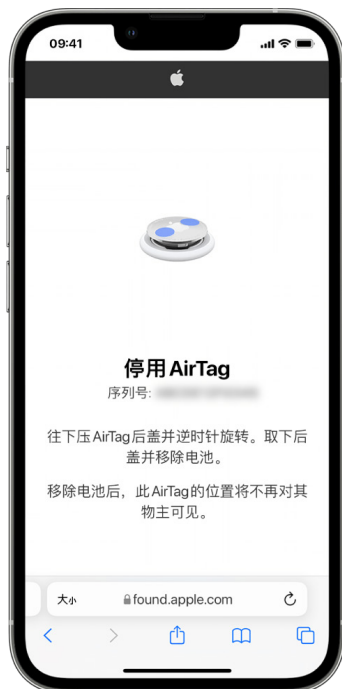 09:41
停用 AirTag
序列号:
往下压 AirTag 后盖并逆时针旋转。取下后
盖并移除电池。
移除电池后，此 AirTag 的位置将不再对其
物主可见。
大小
found.apple.com